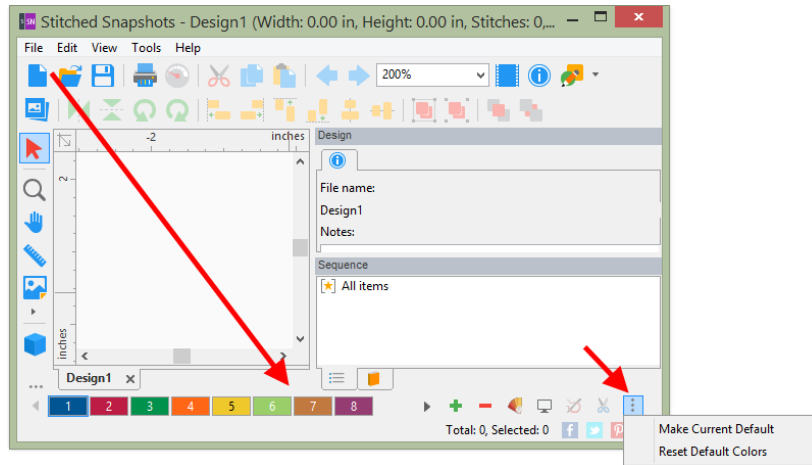 SN Stitched Snapshots - Design1 (Width: 0.00 in, Height: 0.00 in, Stitches: 0,...
File Edit View Tools Help
200%
-2 inches
Design
File name:
2
Design1
Notes:
Sequence
All items
inches
Design1 x
1 2 3 4 5 6 7 8
Total: 0, Selected: 0
Make Current Default
Reset Default Colors